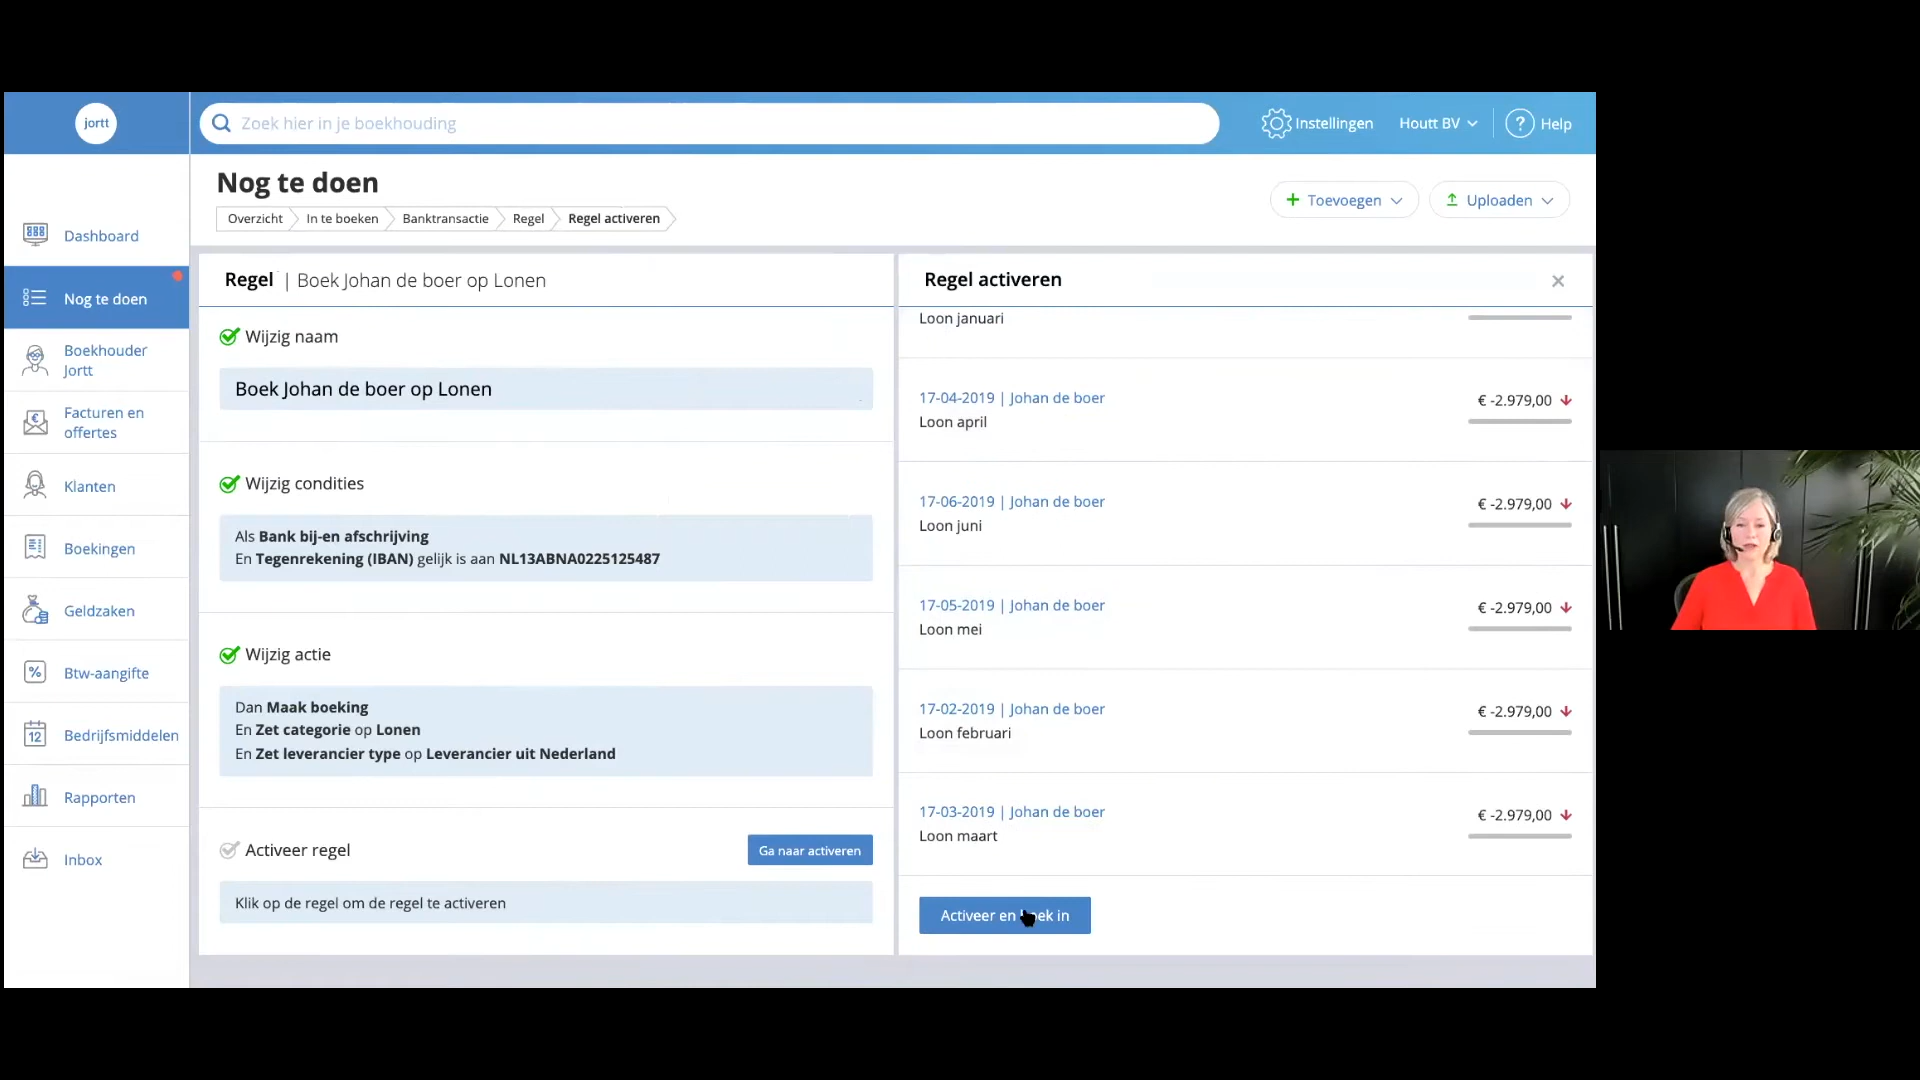 jortt
Zoek hier in je boekhouding
Instellingen
Houtt BV
? Help
Nog te doen
Toevoegen
Uploaden
Overzicht
In te boeken
Banktransactie
Regel
Regel activeren
Dashboard
Nog te doen
Boekhouder
Jortt
Facturen en
offertes
Klanten
Boekingen
Geldzaken
Btw-aangifte
12
Bedrijfsmiddelen
Rapporten
Inbox
Regel | Boek Johan de boer op Lonen
Wijzig naam
Boek Johan de boer op Lonen
Wijzig condities
Als Bank bij-en afschrijving
En Tegenrekening (IBAN) gelijk is aan NL13ABNA0225125487
Wijzig actie
Dan Maak boeking
En Zet categorie op Lonen
En Zet leverancier type op Leverancier uit Nederland
Activeer regel
Ga naar activeren
Klik op de regel om de regel te activeren
Regel activeren
Loon januari
17-04-2019 | Johan de boer
€ -2.979,00
Loon april
17-06-2019 | Johan de boer
€ -2.979,00
Loon juni
17-05-2019 | Johan de boer
€ -2.979,00
Loon mei
17-02-2019 | Johan de boer
€ -2.979,00
Loon februari
17-03-2019 | Johan de boer
€ -2.979,00
Loon maart
Activeer en in